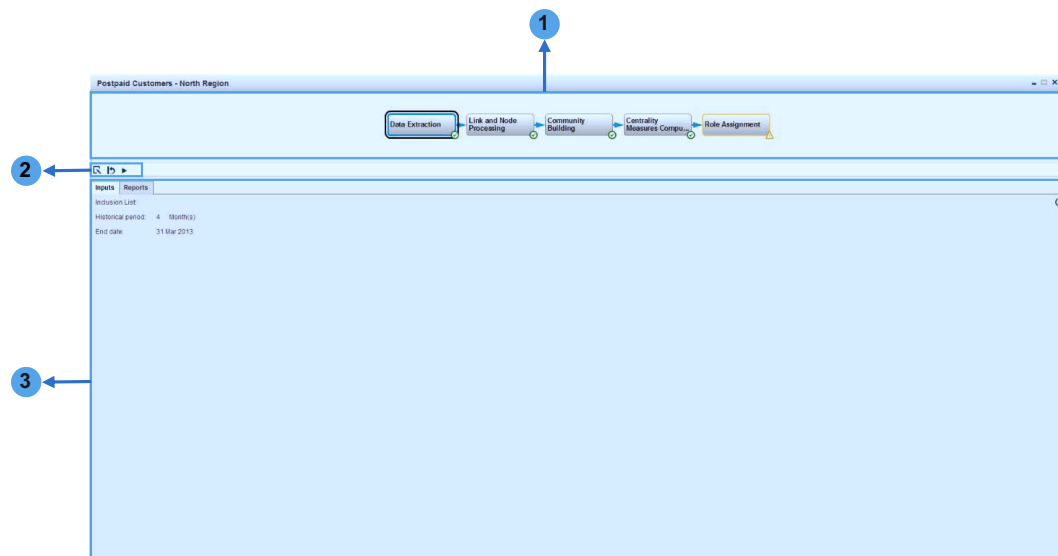 1
Postpaid Customers - North Region
Data Extraction
Link and Node
Processing
Community
Building
Centrality
Measures Compu...
Role Assignment
2
Inputs Reports
Inclusion List
Historical period: 4 Month(s)
End date 31 Mar 2013
3